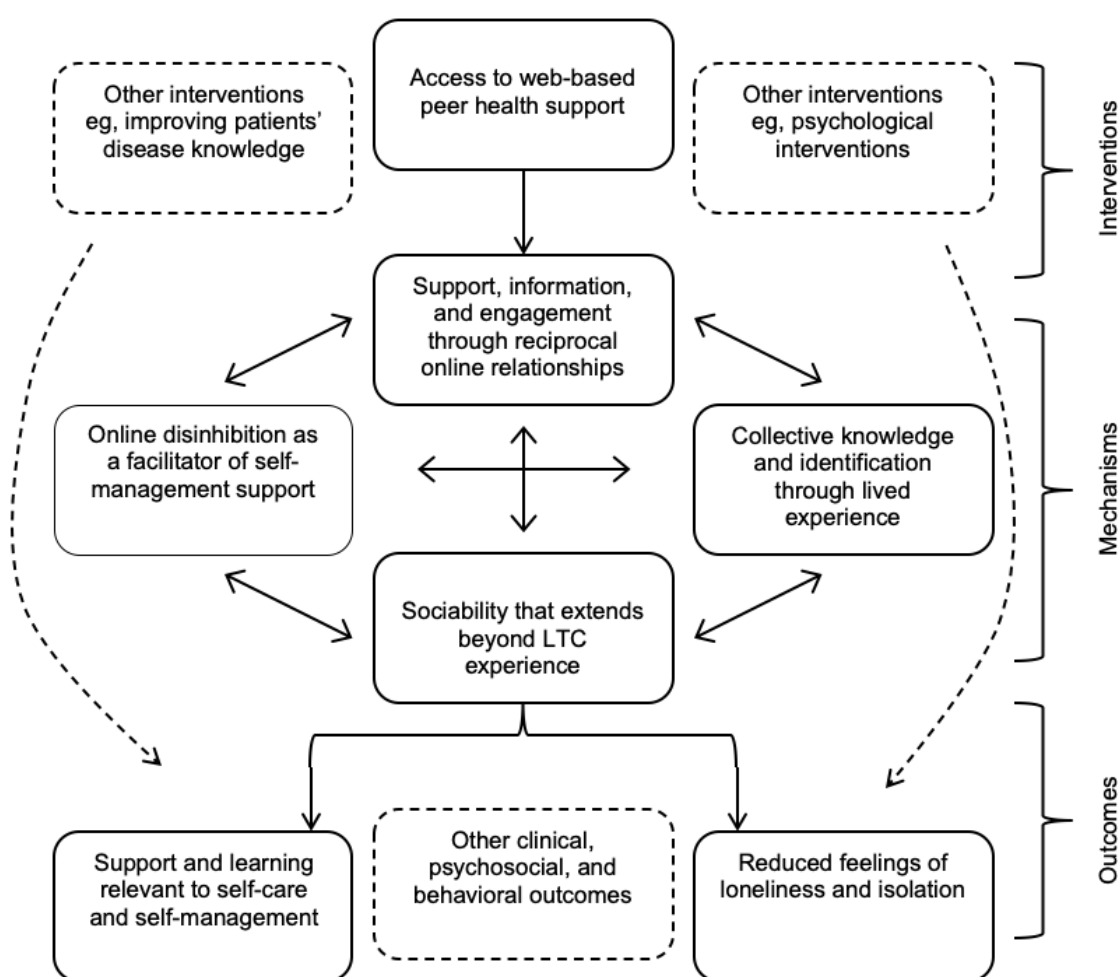 Other interventions
eg, improving patients'
disease knowledge
Access to web-based
peer health support
Other interventions
eg, psychological
interventions
Interventions
Support, information,
and engagement
through reciprocal
online relationships
Online disinhibition as
a facilitator of self-
management support
Collective knowledge
and identification
through lived
experience
Mechanisms
Sociability that extends
beyond LTC
experience
Support and learning
relevant to self-care
and self-management
Other clinical,
psychosocial, and
behavioral outcomes
Reduced feelings of
loneliness and isolation
Outcomes